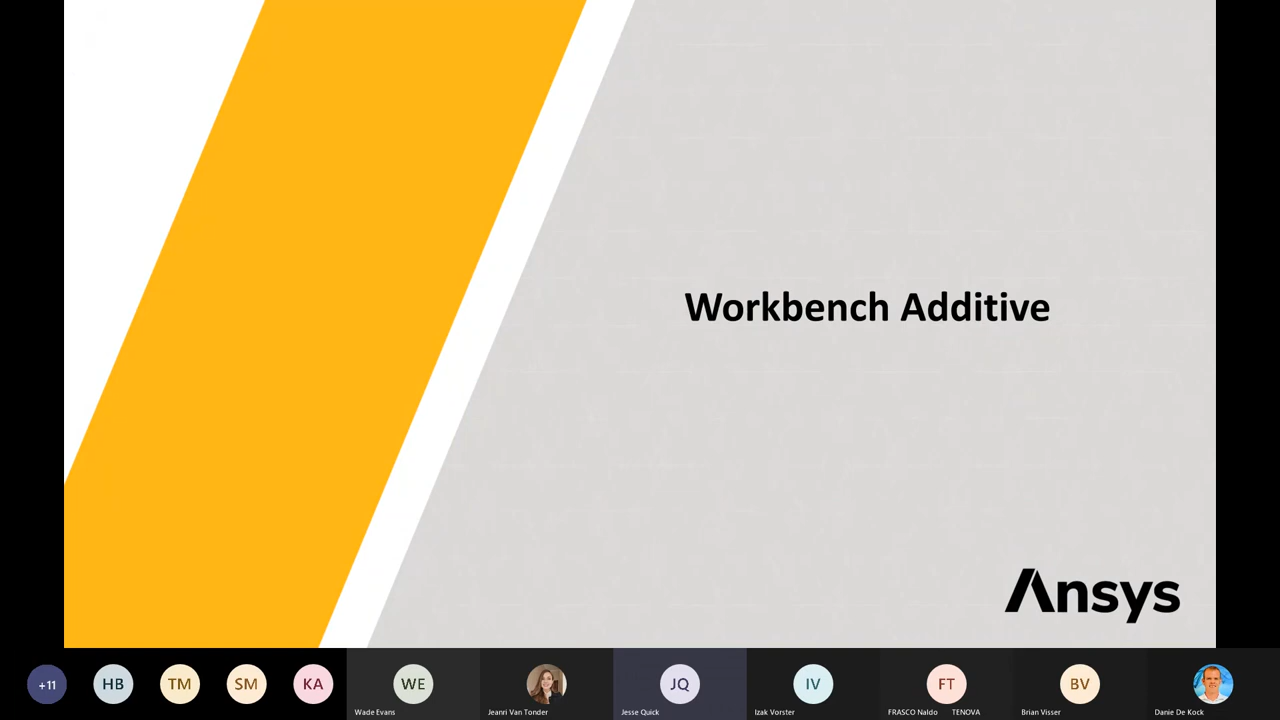 Workbench Additive
Ansys
+11
HB
TM
SM
KA
WE
JQ
IV
FT
BV
Wade Evans
Jeanri Van Tonder
Jesse Quick
Izak Vorster
FRASCO Naldo TENOVA
Brian Visser
Danie De Kock